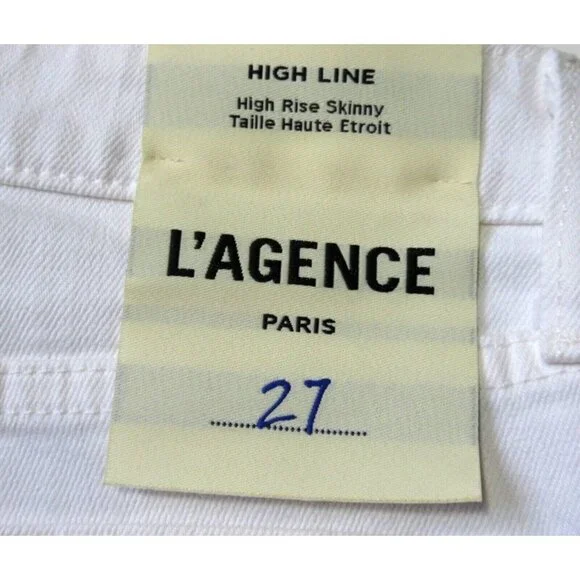 HIGH LINE
High Rise Skinny
Taille Haute Etroit
L'AGENCE
PARIS
27